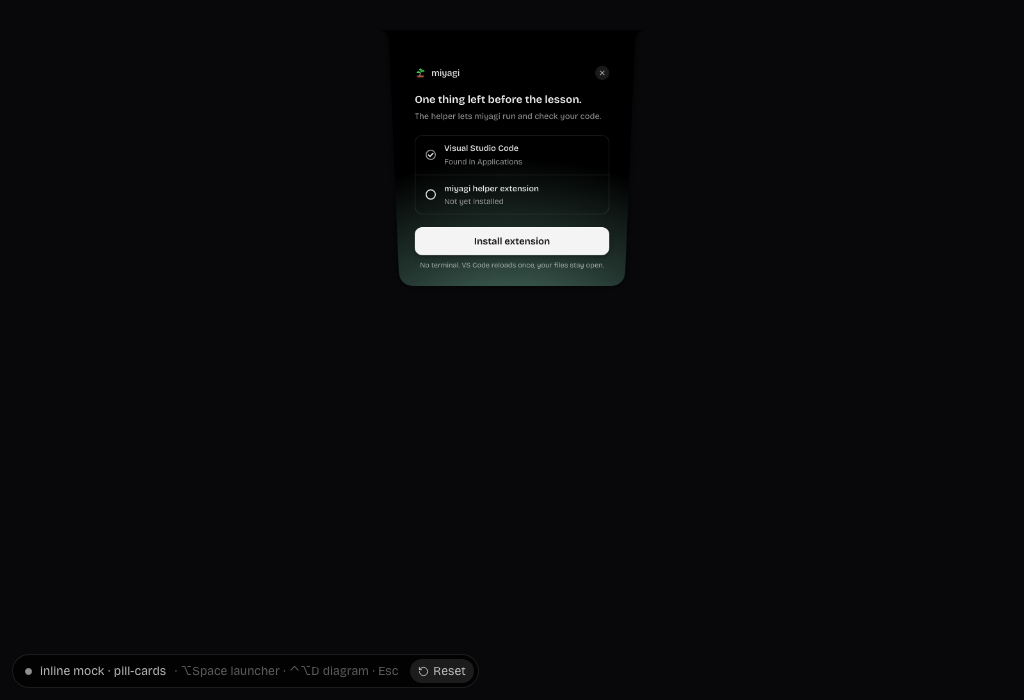 miyagi
One thing left before the lesson.
The helper lets miyagi run and check your code.
Visual Studio Code
Found in Applications
miyagi helper extension
Not yet installed
Install extension
No terminal. VS Code reloads once, your files stay open.
inline mock · pill-cards · ⌥Space launcher · ^⌥D diagram · Esc Reset